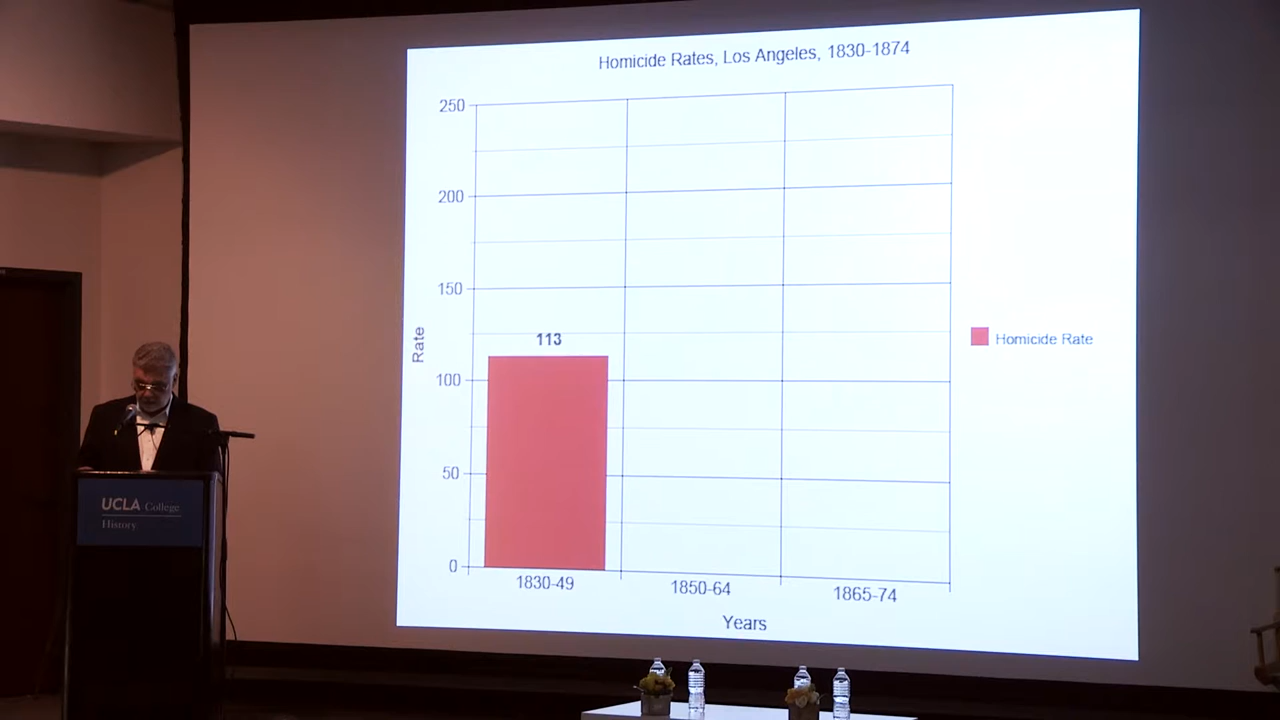 Homicide Rates, Los Angeles, 1830-1874
250
200
150
100
50
0
Rate
113
1830-49
1850-64
1865-74
Years
Homicide Rate
UCLA College
History